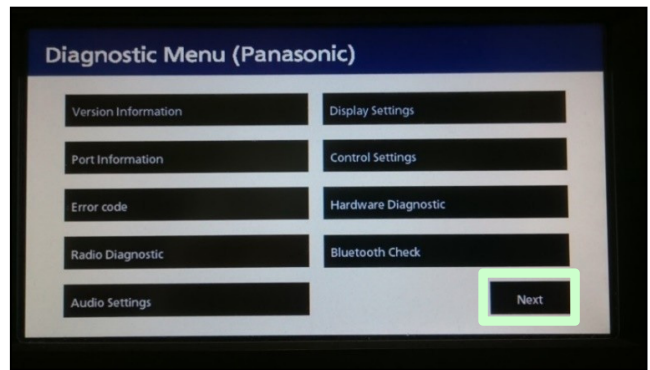 Diagnostic Menu (Panasonic)
Version Information
Display Settings
Port Information
Control Settings
Error code
Hardware Diagnostic
Radio Diagnostic
Bluetooth Check
Audio Settings
Next